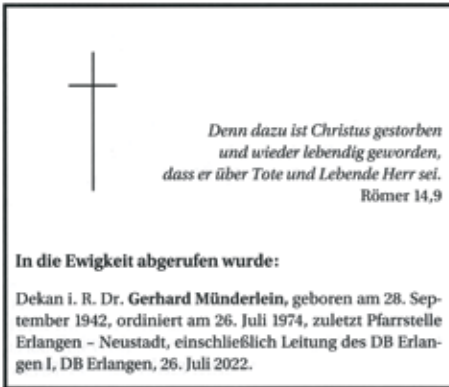 Denn dazu ist Christus gestorben
und wieder lebendig geworden,
dass er über Tote und Lebende Herr sei.
Römer 14,9
In die Ewigkeit abgerufen wurde:
Dekan i. R. Dr. Gerhard Münderlein, geboren am 28. Sep-
tember 1942, ordiniert am 26. Juli 1974, zuletzt Pfarrstelle
Erlangen – Neustadt, einschließlich Leitung des DB Erlan-
gen I, DB Erlangen, 26. Juli 2022.